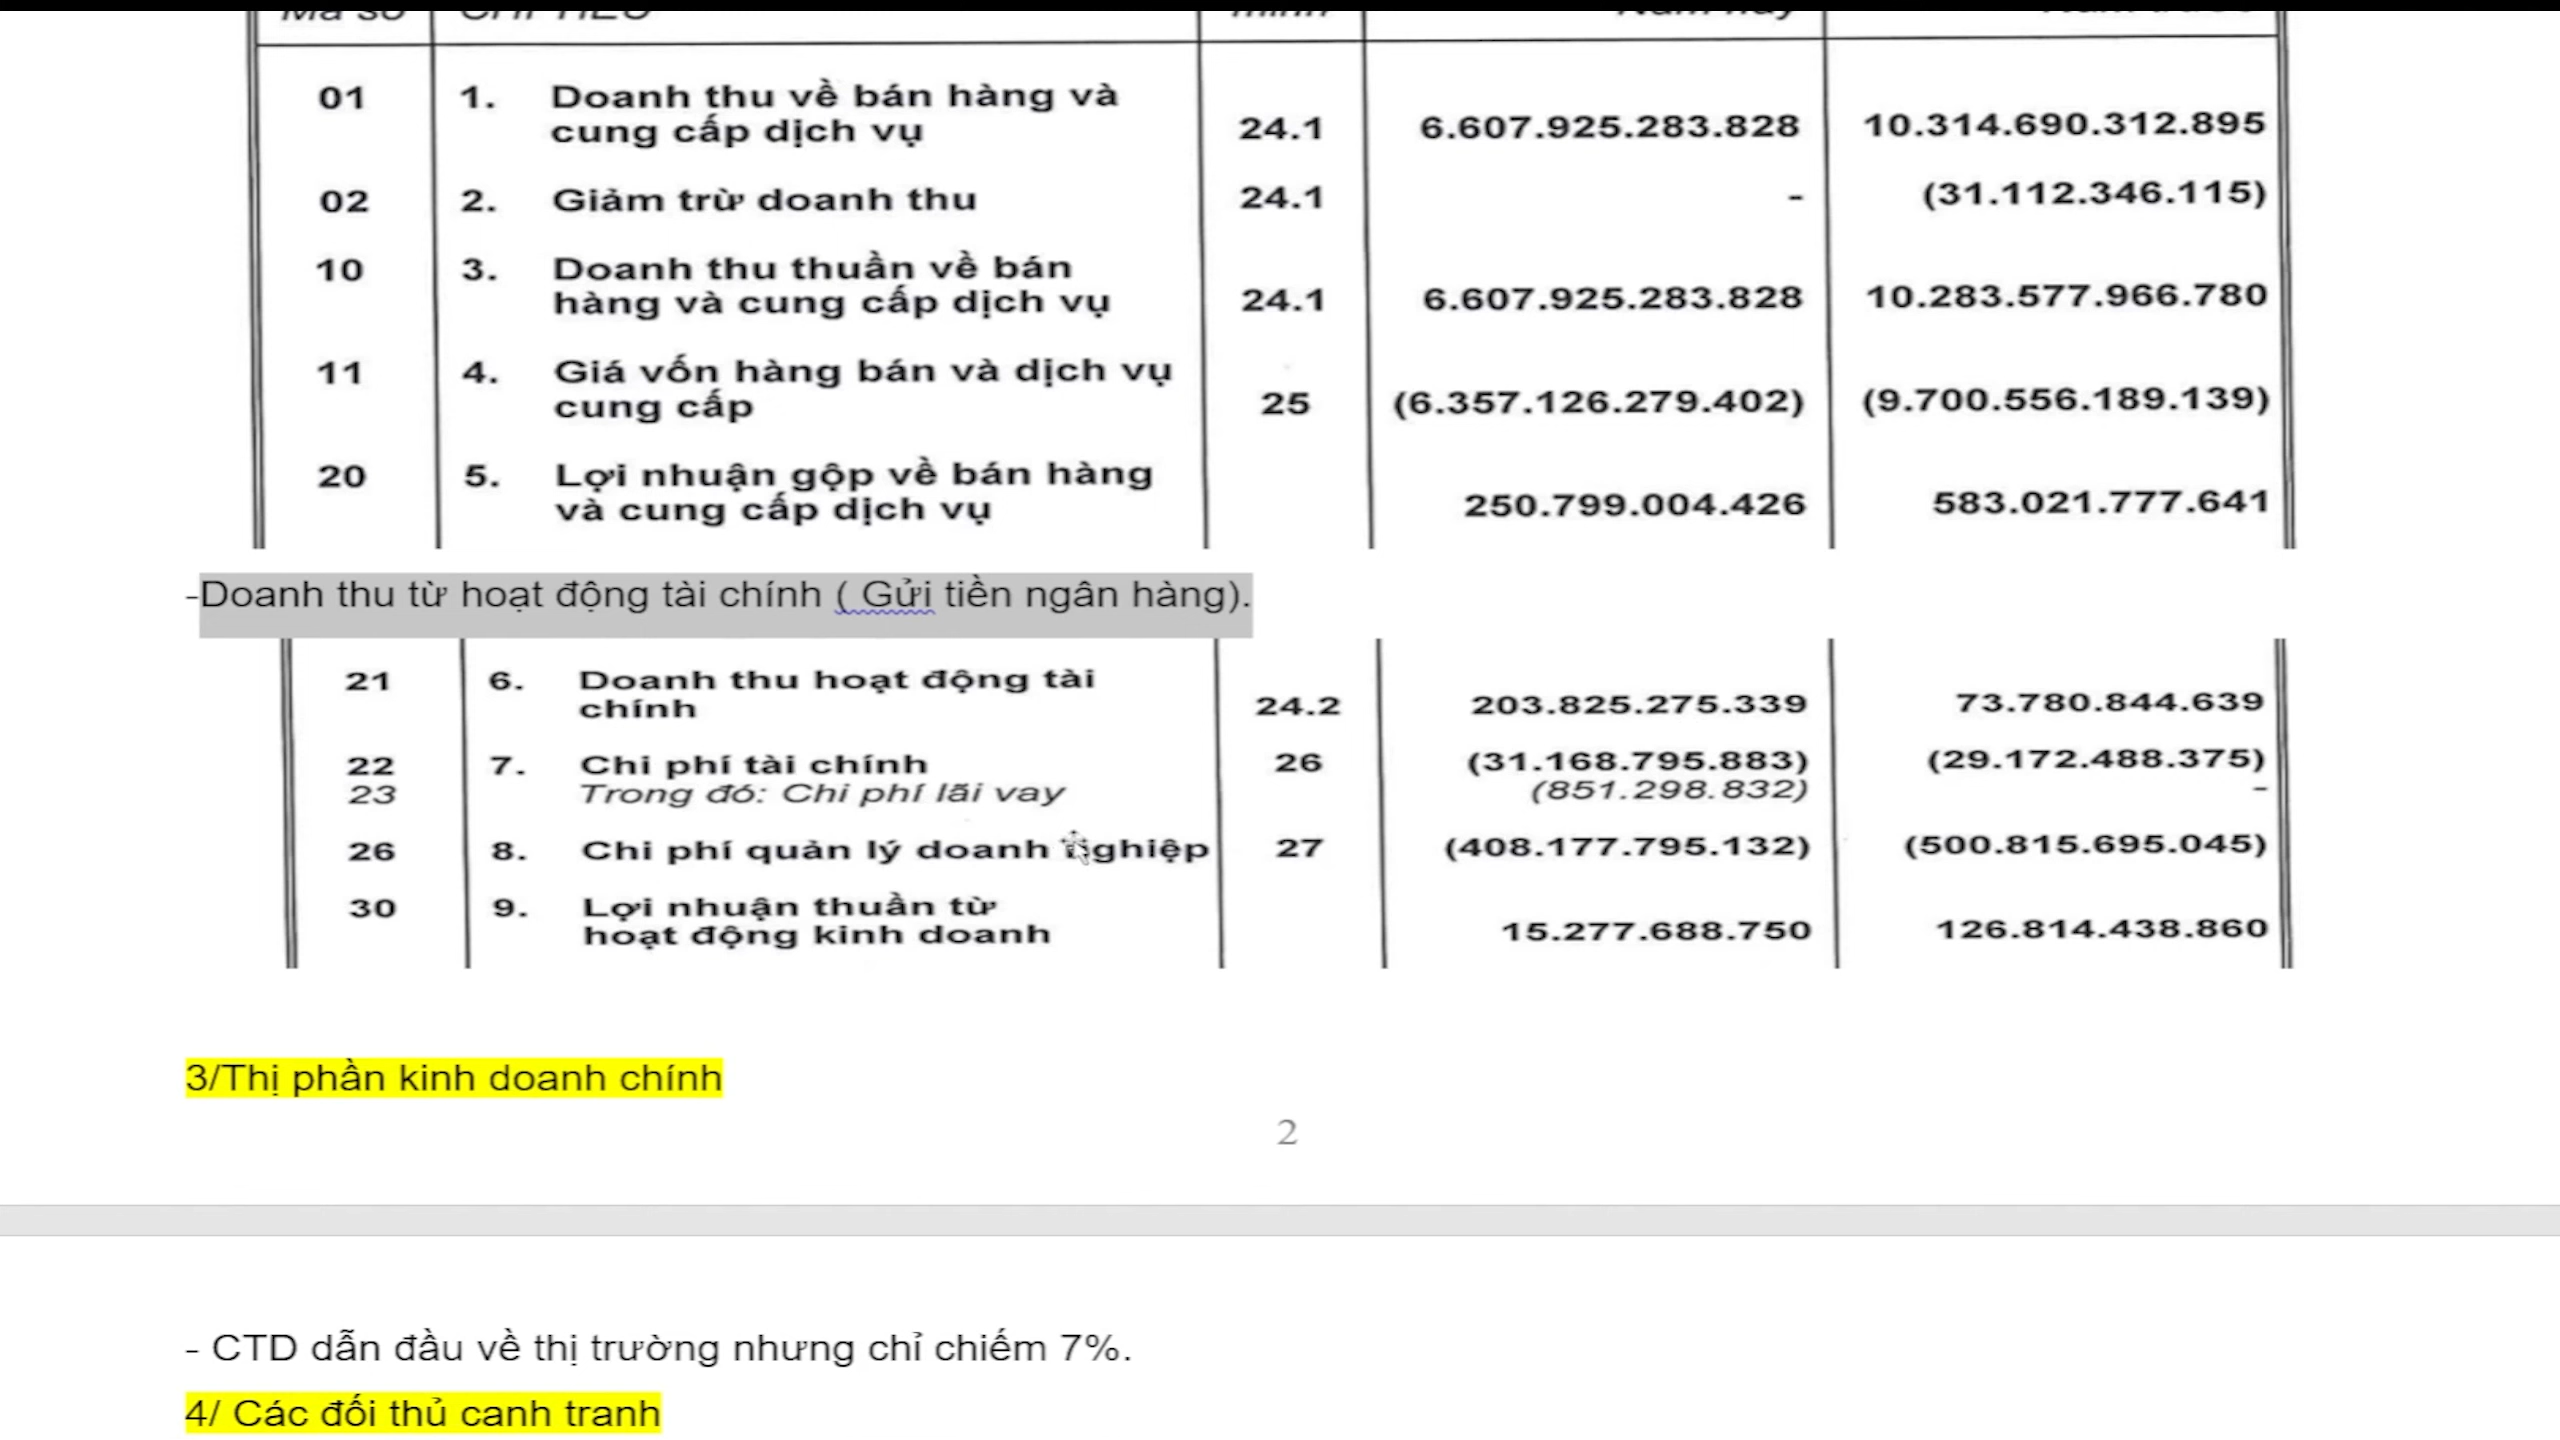 Mã số CHỈ TIÊU minh Năm nay
01 1. Doanh thu về bán hàng và
cung cấp dịch vụ 24.1 6.607.925.283.828 10.314.690.312.895
02 2. Giảm trừ doanh thu 24.1 - (31.112.346.115)
10 3. Doanh thu thuần về bán
hàng và cung cấp dịch vụ 24.1 6.607.925.283.828 10.283.577.966.780
11 4. Giá vốn hàng bán và dịch vụ
cung cấp 25 (6.357.126.279.402) (9.700.556.189.139)
20 5. Lợi nhuận gộp về bán hàng
và cung cấp dịch vụ 250.799.004.426 583.021.777.641
-Doanh thu từ hoạt động tài chính ( Gửi tiền ngân hàng).
21 6. Doanh thu hoạt động tài
chính 24.2 203.825.275.339 73.780.844.639
22 7. Chi phí tài chính 26 (31.168.795.883) (29.172.488.375)
23 Trong đó: Chi phí lãi vay (851.298.832) -
26 8. Chi phí quản lý doanh nghiệp 27 (408.177.795.132) (500.815.695.045)
30 9. Lợi nhuận thuần từ
hoạt động kinh doanh 15.277.688.750 126.814.438.860
3/Thị phần kinh doanh chính
2
- CTD dẫn đầu về thị trường nhưng chỉ chiếm 7%.
4/ Các đối thủ canh tranh